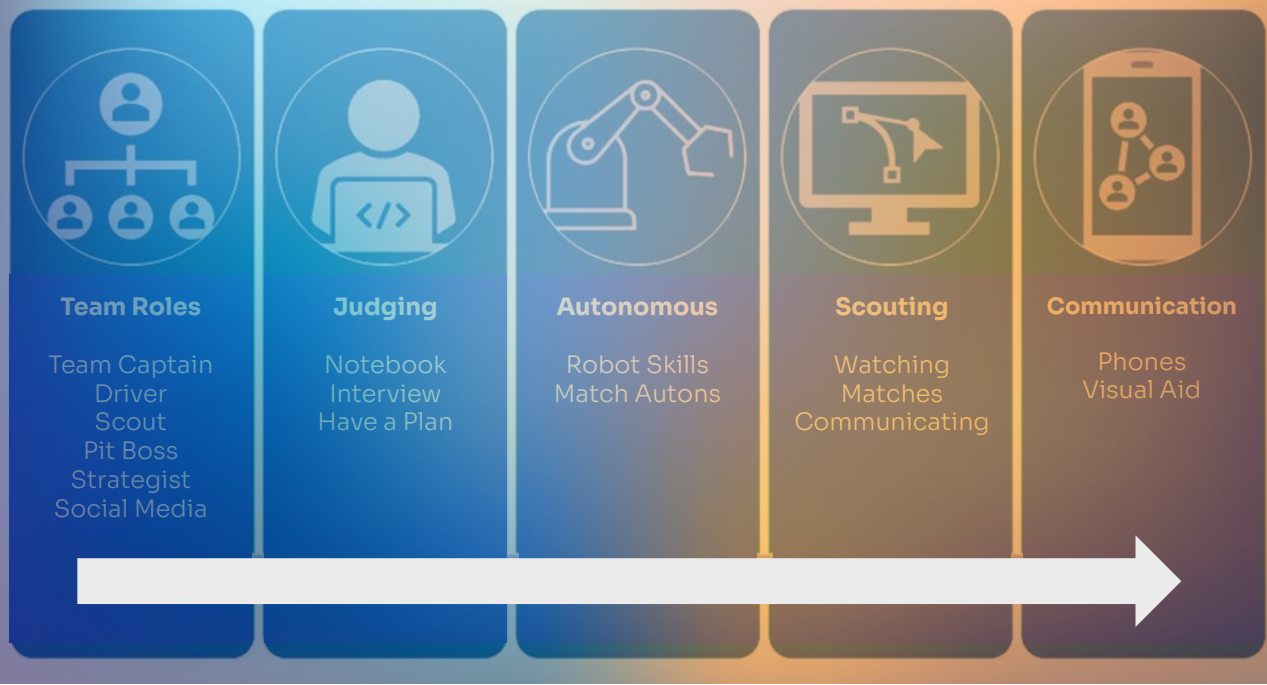 Team Roles
Team Captain
Driver
Scout
Pit Boss
Strategist
Social Media
</>
Judging
Notebook
Interview
Have a Plan
Autonomous
Robot Skills
Match Autons
Scouting
Watching
Matches
Communicating
Communication
Phones
Visual Aid